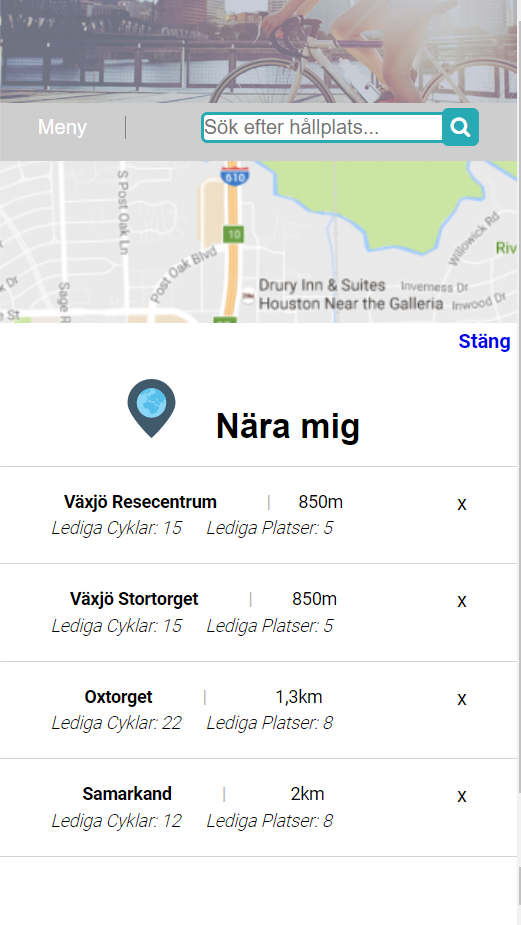 Meny |
Sök efter hållplats...
610
S Post Oak Ln
10
Willowick Rd
Riv
Post Oak Blvd
Dr
Sage R
Drury Inn & Suites
Houston Near the Galleria
Inverness Dr
Inwood Dr
e St
Stäng
Nära mig
Växjö Resecentrum | 850m x
Lediga Cyklar: 15 Lediga Platser: 5
Växjö Stortorget | 850m x
Lediga Cyklar: 15 Lediga Platser: 5
Oxtorget | 1,3km x
Lediga Cyklar: 22 Lediga Platser: 8
Samarkand | 2km x
Lediga Cyklar: 12 Lediga Platser: 8